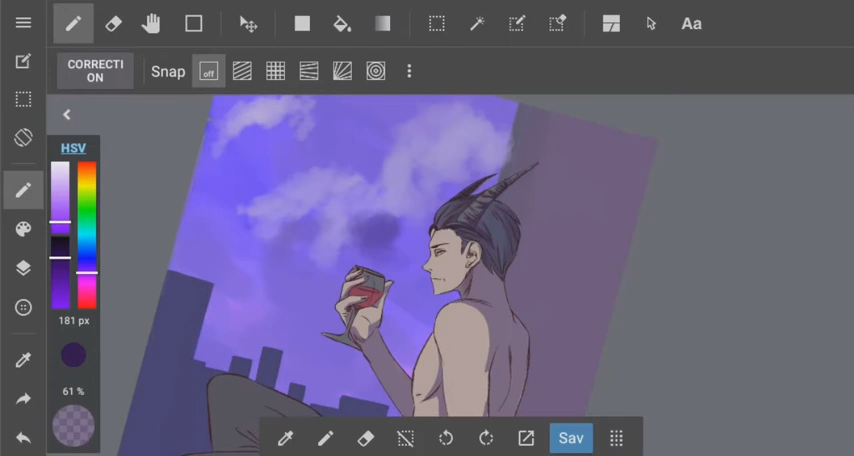 Aa
CORRECTI
ON
Snap
off
HSV
181 px
61 %
Sav